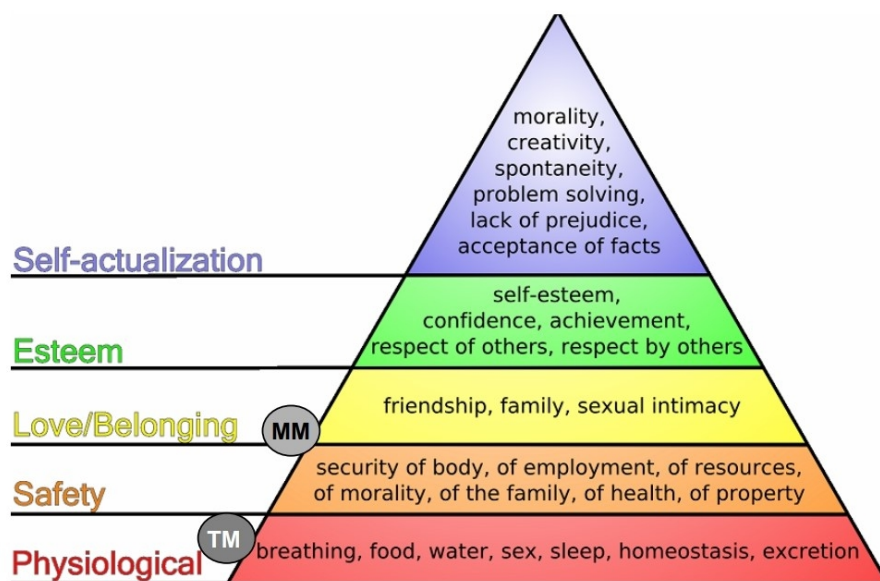 morality,
creativity,
spontaneity,
problem solving,
lack of prejudice,
acceptance of facts
Self-actualization
self-esteem,
confidence, achievement,
respect of others, respect by others
Esteem
friendship, family, sexual intimacy
Love/Belonging
MM
security of body, of employment, of resources,
of morality, of the family, of health, of property
Safety
TM
breathing, food, water, sex, sleep, homeostasis, excretion
Physiological